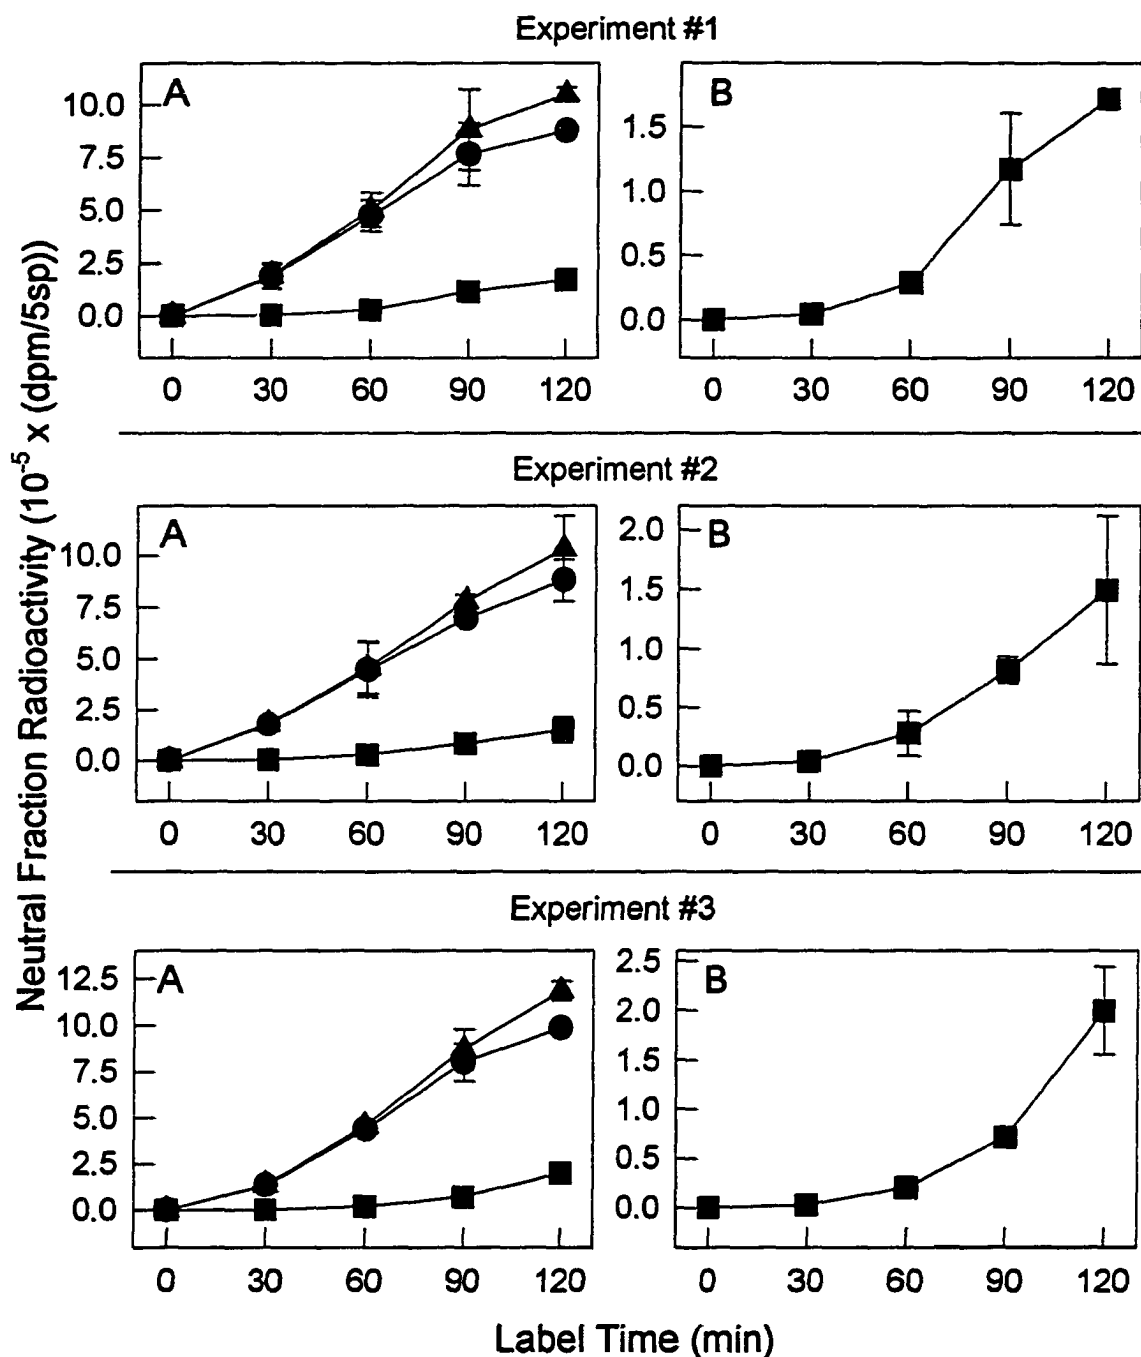 Experiment #1
A
B
10.0
7.5
5.0
2.5
0.0
1.5
1.0
0.5
0.0
0 30 60 90 120
0 30 60 90 120
Experiment #2
A
B
10.0
7.5
5.0
2.5
0.0
2.0
1.5
1.0
0.5
0.0
0 30 60 90 120
0 30 60 90 120
Experiment #3
A
B
12.5
10.0
7.5
5.0
2.5
0.0
2.5
2.0
1.5
1.0
0.5
0.0
0 30 60 90 120
0 30 60 90 120
Neutral Fraction Radioactivity (10⁻⁵ x (dpm/5sp))
Label Time (min)